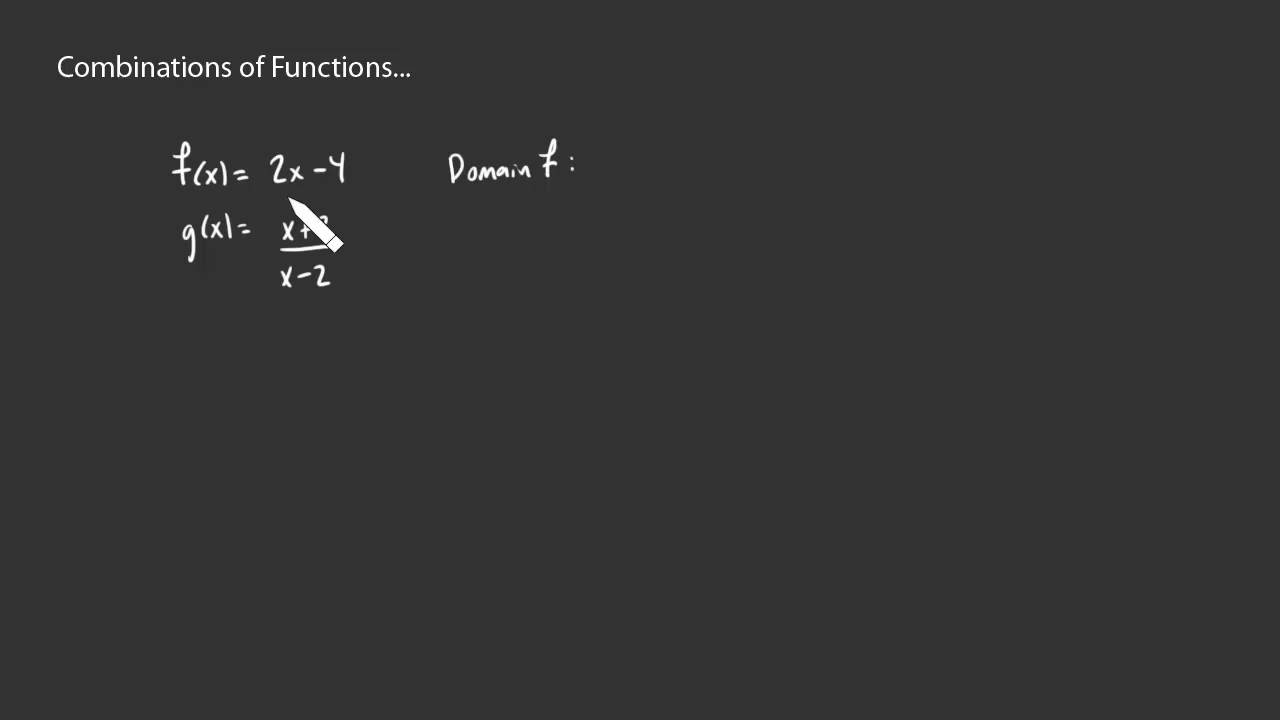 Combinations of Functions...
f(x) = 2x - 4 Domain f :
g(x) = x +
x - 2